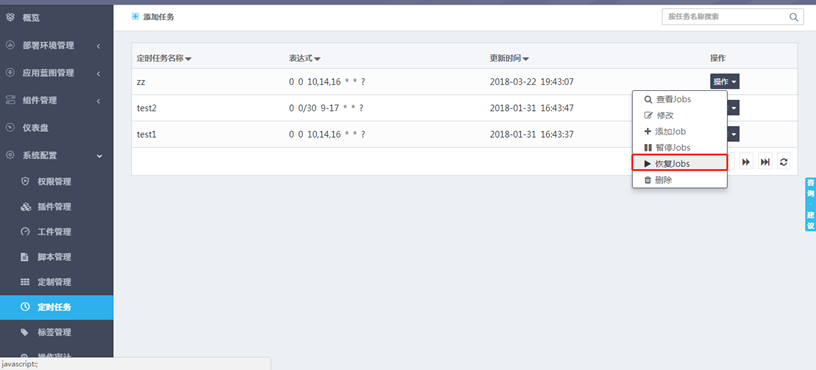 概览
添加任务
按任务名称搜索
部署环境管理
应用蓝图管理
组件管理
仪表盘
系统配置
权限管理
插件管理
工件管理
脚本管理
定制管理
定时任务
标签管理
定时任务名称
表达式
更新时间
操作
zz
0 0 10,14,16 * * ?
2018-03-22 19:43:07
操作
test2
0 0/30 9-17 * * ?
2018-01-31 16:43:47
test1
0 0 10,14,16 * * ?
2018-01-31 16:43:37
查看Jobs
修改
添加Job
暂停Jobs
恢复Jobs
删除
咨询
建议
javascript:;